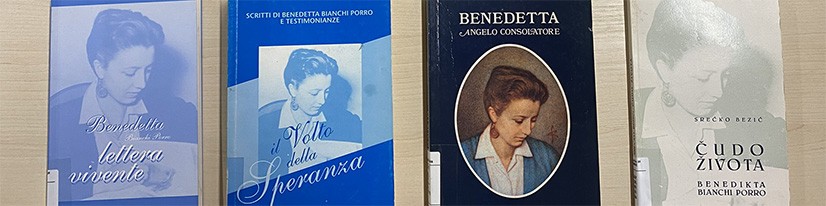 Benedetta
Bianchi Porro
lettera
vivente
SCRITTI DI BENEDETTA BIANCHI PORRO
E TESTIMONIANZE
il Volto
della
Speranza
BENEDETTA
ANGELO CONSOLATORE
SREĆKO BEZIĆ
ČUDO
ŽIVOTA
BENEDIKTA
BIANCHI PORRO